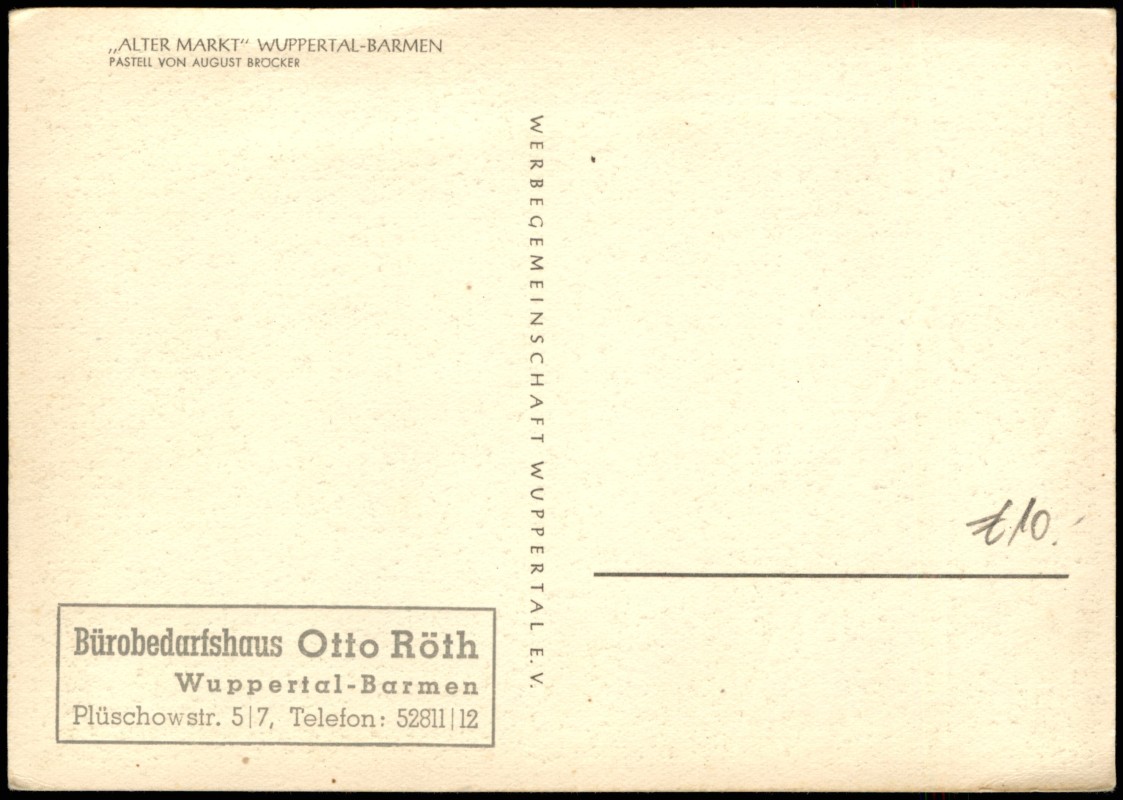 „ALTER MARKT“ WUPPERTAL-BARMEN
PASTELL VON AUGUST BRÖCKER
WERBEGEMEINSCHAFT WUPPERTAL E.V.
€10.
Bürobedarfshaus Otto Röth
Wuppertal-Barmen
Plüschowstr. 5|7, Telefon: 52811|12